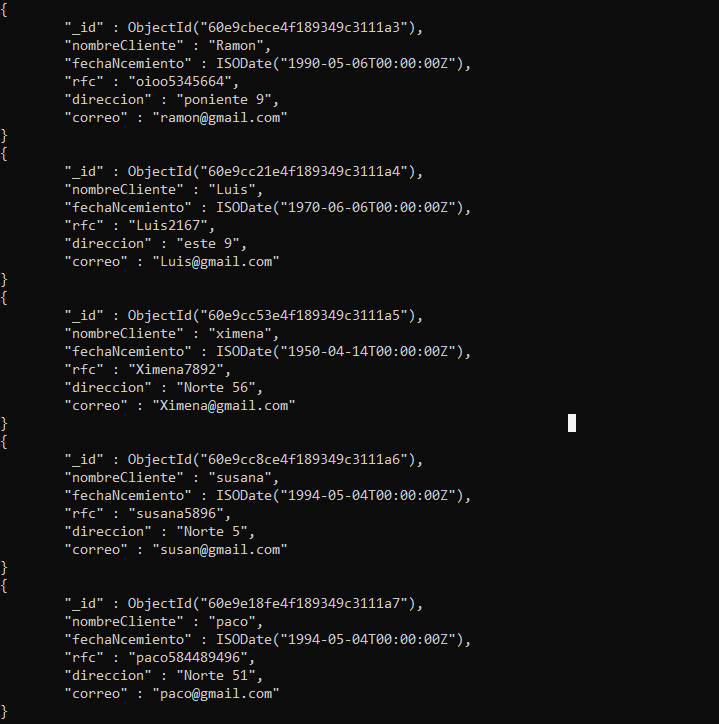 {
"_id" : ObjectId("60e9cbece4f189349c3111a3"),
"nombreCliente" : "Ramon",
"fechaNcemiento" : ISODate("1990-05-06T00:00:00Z"),
"rfc" : "oioo5345664",
"direccion" : "poniente 9",
"correo" : "ramon@gmail.com"
}
{
"_id" : ObjectId("60e9cc21e4f189349c3111a4"),
"nombreCliente" : "Luis",
"fechaNcemiento" : ISODate("1970-06-06T00:00:00Z"),
"rfc" : "Luis2167",
"direccion" : "este 9",
"correo" : "Luis@gmail.com"
}
{
"_id" : ObjectId("60e9cc53e4f189349c3111a5"),
"nombreCliente" : "ximena",
"fechaNcemiento" : ISODate("1950-04-14T00:00:00Z"),
"rfc" : "Ximena7892",
"direccion" : "Norte 56",
"correo" : "Ximena@gmail.com"
}
{
"_id" : ObjectId("60e9cc8ce4f189349c3111a6"),
"nombreCliente" : "susana",
"fechaNcemiento" : ISODate("1994-05-04T00:00:00Z"),
"rfc" : "susana5896",
"direccion" : "Norte 5",
"correo" : "susan@gmail.com"
}
{
"_id" : ObjectId("60e9e18fe4f189349c3111a7"),
"nombreCliente" : "paco",
"fechaNcemiento" : ISODate("1994-05-04T00:00:00Z"),
"rfc" : "paco584489496",
"direccion" : "Norte 51",
"correo" : "paco@gmail.com"
}